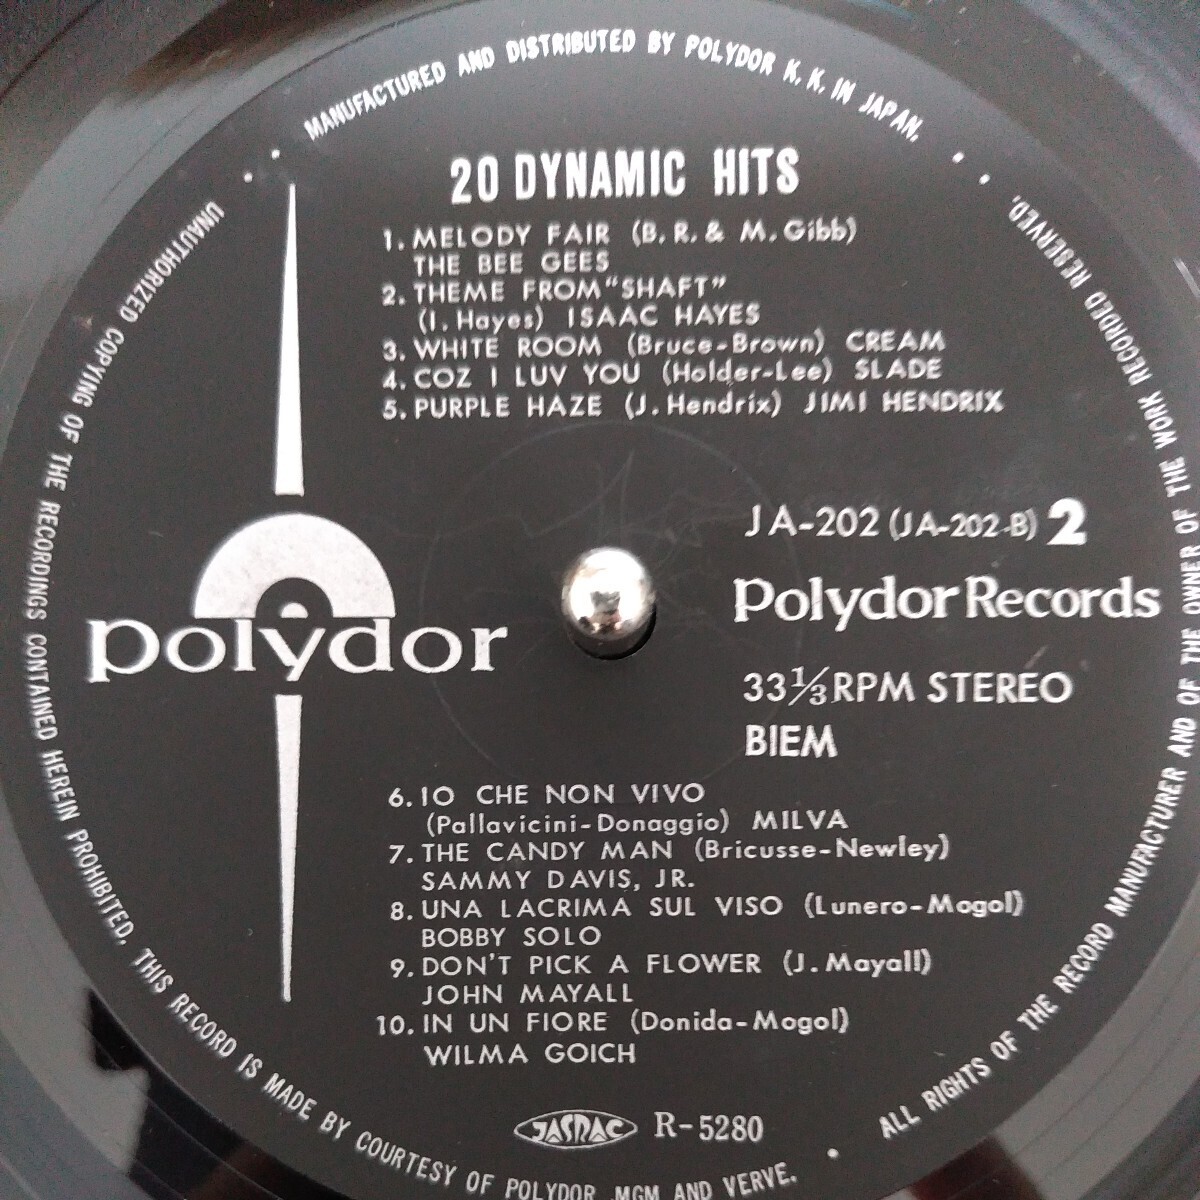 MANUFACTURED AND DISTRIBUTED BY POLYDOR K.K. IN JAPAN.
20 DYNAMIC HITS
1. MELODY FAIR (B. R. & M. Gibb)
THE BEE GEES
2. THEME FROM "SHAFT"
(I. Hayes) ISAAC HAYES
3. WHITE ROOM (Bruce-Brown) CREAM
4. COZ I LUV YOU (Holder-Lee) SLADE
5. PURPLE HAZE (J. Hendrix) JIMI HENDRIX
JA-202 (JA-202-B) 2
polydor
Polydor Records
33 1/3 RPM STEREO
BIEM
6. IO CHE NON VIVO
(Pallavicini-Donaggio) MILVA
7. THE CANDY MAN (Bricusse-Newley)
SAMMY DAVIS, JR.
8. UNA LACRIMA SUL VISO (Lunero-Mogol)
BOBBY SOLO
9. DON'T PICK A FLOWER (J. Mayall)
JOHN MAYALL
10. IN UN FIORE (Donida-Mogol)
WILMA GOICH
JASRAC R-5280
UNAUTHORIZED COPYING OF THE RECORDINGS CONTAINED HEREIN PROHIBITED. THIS RECORD IS MADE BY COURTESY OF POLYDOR, MGM AND VERVE.
ALL RIGHTS OF THE RECORD MANUFACTURER AND OF THE OWNER OF THE WORK RECORDED RESERVED.